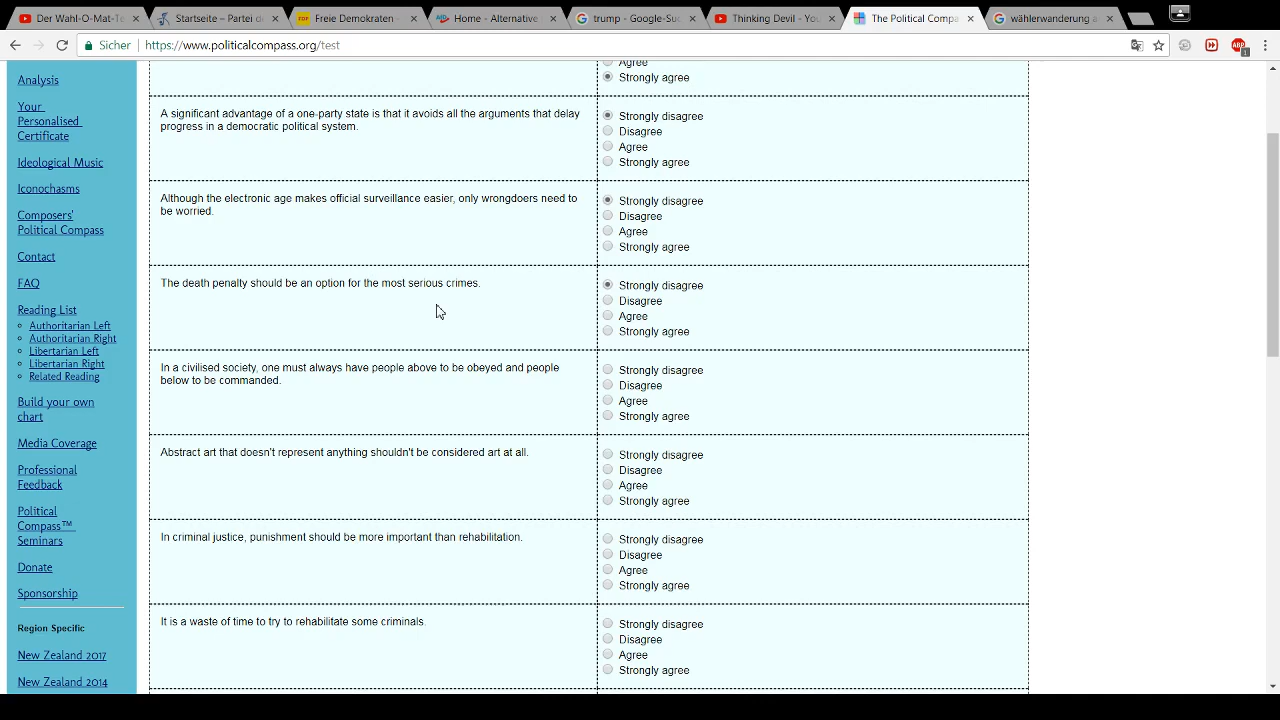 Der Wahl-O-Mat-Te
Startseite – Partei de
Freie Demokraten -
Home - Alternative
trump - Google-Suc
Thinking Devil - You
The Political Compa
wählerwanderung a
Sicher https://www.politicalcompass.org/test
Analysis
Your
Personalised
Certificate
Ideological Music
Iconochasms
Composers'
Political Compass
Contact
FAQ
Reading List
Authoritarian Left
Authoritarian Right
Libertarian Left
Libertarian Right
Related Reading
Build your own
chart
Media Coverage
Professional
Feedback
Political
Compass™
Seminars
Donate
Sponsorship
Region Specific
New Zealand 2017
New Zealand 2014
Agree
Strongly agree
A significant advantage of a one-party state is that it avoids all the arguments that delay
progress in a democratic political system.
Strongly disagree
Disagree
Agree
Strongly agree
Although the electronic age makes official surveillance easier, only wrongdoers need to
be worried.
Strongly disagree
Disagree
Agree
Strongly agree
The death penalty should be an option for the most serious crimes.
Strongly disagree
Disagree
Agree
Strongly agree
In a civilised society, one must always have people above to be obeyed and people
below to be commanded.
Strongly disagree
Disagree
Agree
Strongly agree
Abstract art that doesn't represent anything shouldn't be considered art at all.
Strongly disagree
Disagree
Agree
Strongly agree
In criminal justice, punishment should be more important than rehabilitation.
Strongly disagree
Disagree
Agree
Strongly agree
It is a waste of time to try to rehabilitate some criminals.
Strongly disagree
Disagree
Agree
Strongly agree